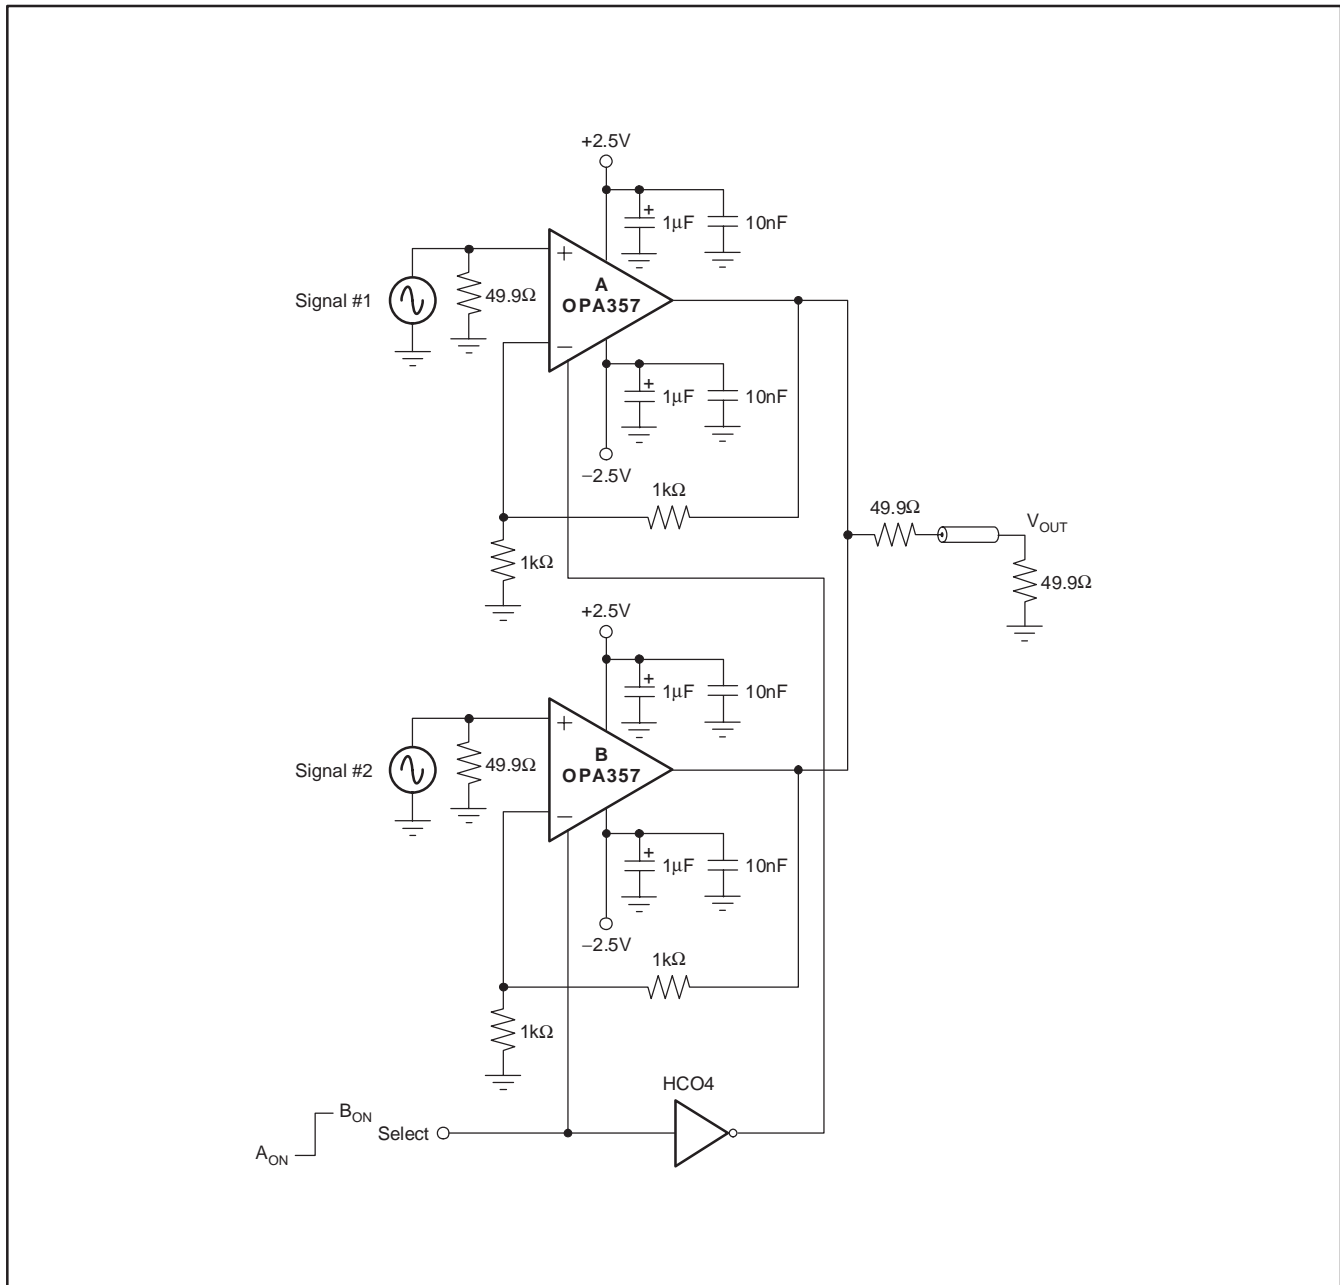 +2.5V
+
1µF
10nF
+
A
OPA357
Signal #1
49.9Ω
−
+
1µF
10nF
−2.5V
1kΩ
1kΩ
49.9Ω
VOUT
49.9Ω
+2.5V
+
1µF
10nF
+
B
OPA357
Signal #2
49.9Ω
−
+
1µF
10nF
−2.5V
1kΩ
1kΩ
HCO4
BON
Select
AON